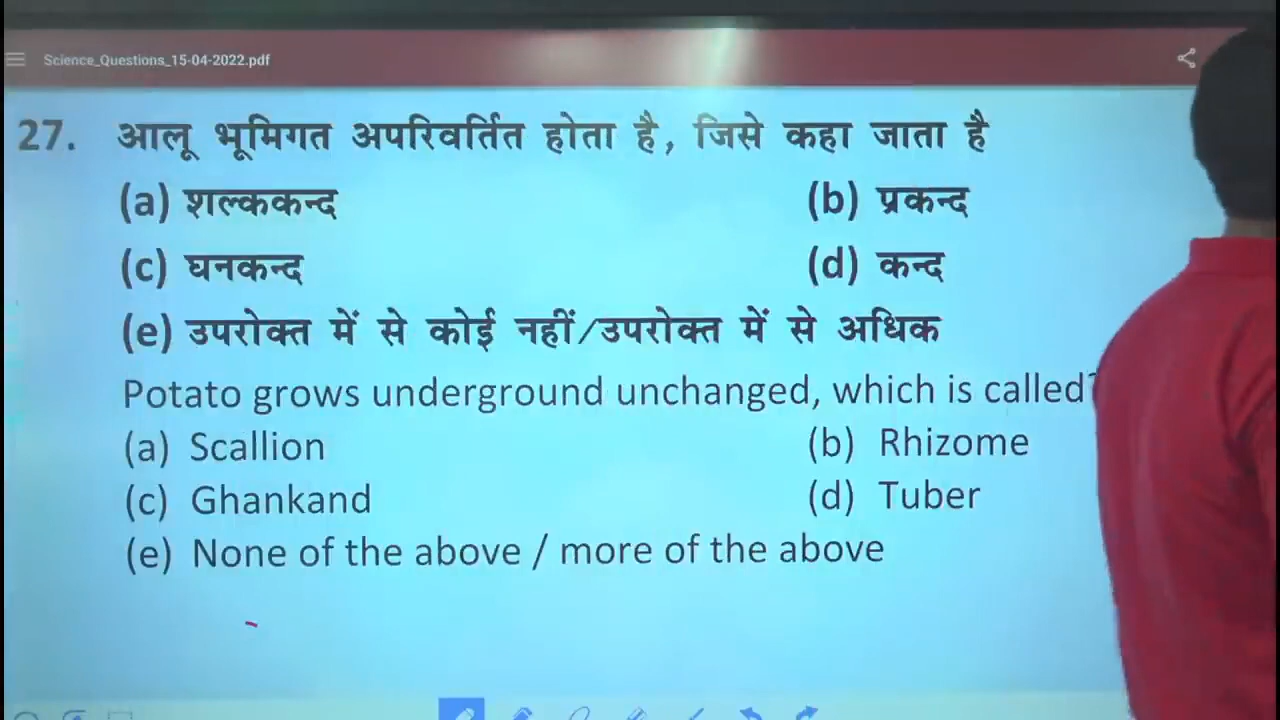 Science_Questions_15-04-2022.pdf
27. आलू भूमिगत अपरिवर्तित होता है, जिसे कहा जाता है
(a) शल्ककन्द (b) प्रकन्द
(c) घनकन्द (d) कन्द
(e) उपरोक्त में से कोई नहीं/उपरोक्त में से अधिक
Potato grows underground unchanged, which is called?
(a) Scallion (b) Rhizome
(c) Ghankand (d) Tuber
(e) None of the above / more of the above